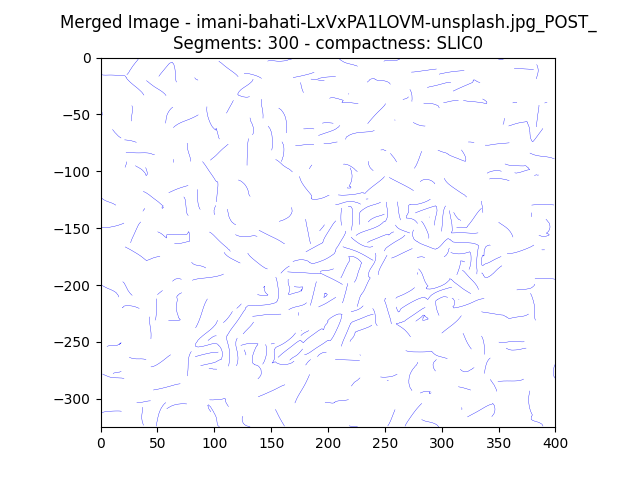 Merged Image - imani-bahati-LxVxPA1LOVM-unsplash.jpg_POST_
Segments: 300 - compactness: SLIC0
0
−50
−100
−150
−200
−250
−300
0 50 100 150 200 250 300 350 400